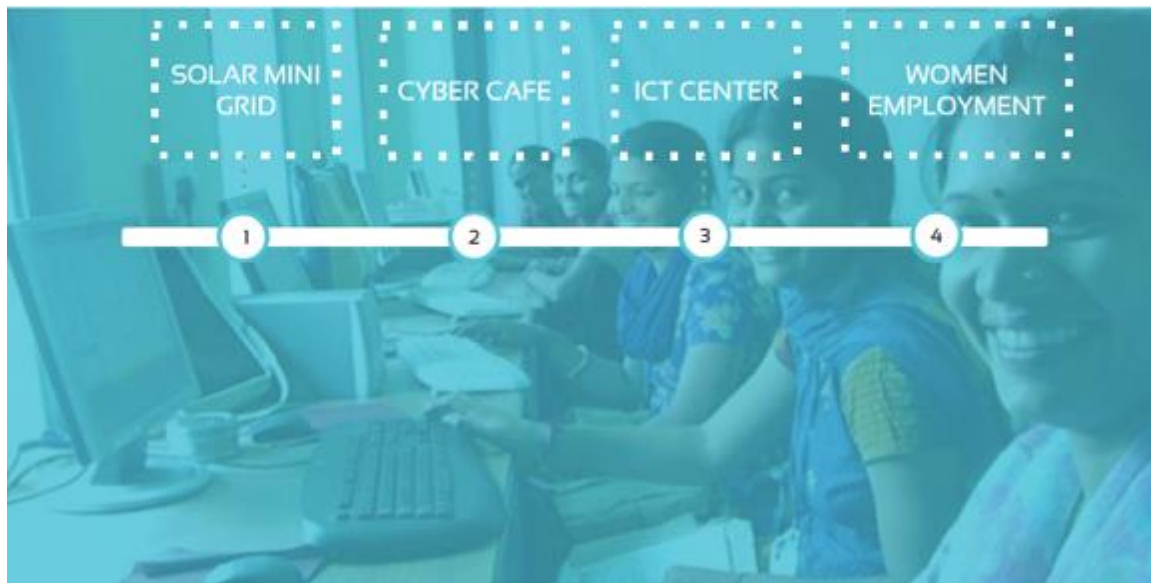 SOLAR MINI
GRID
CYBER CAFE
ICT CENTER
WOMEN
EMPLOYMENT
1
2
3
4